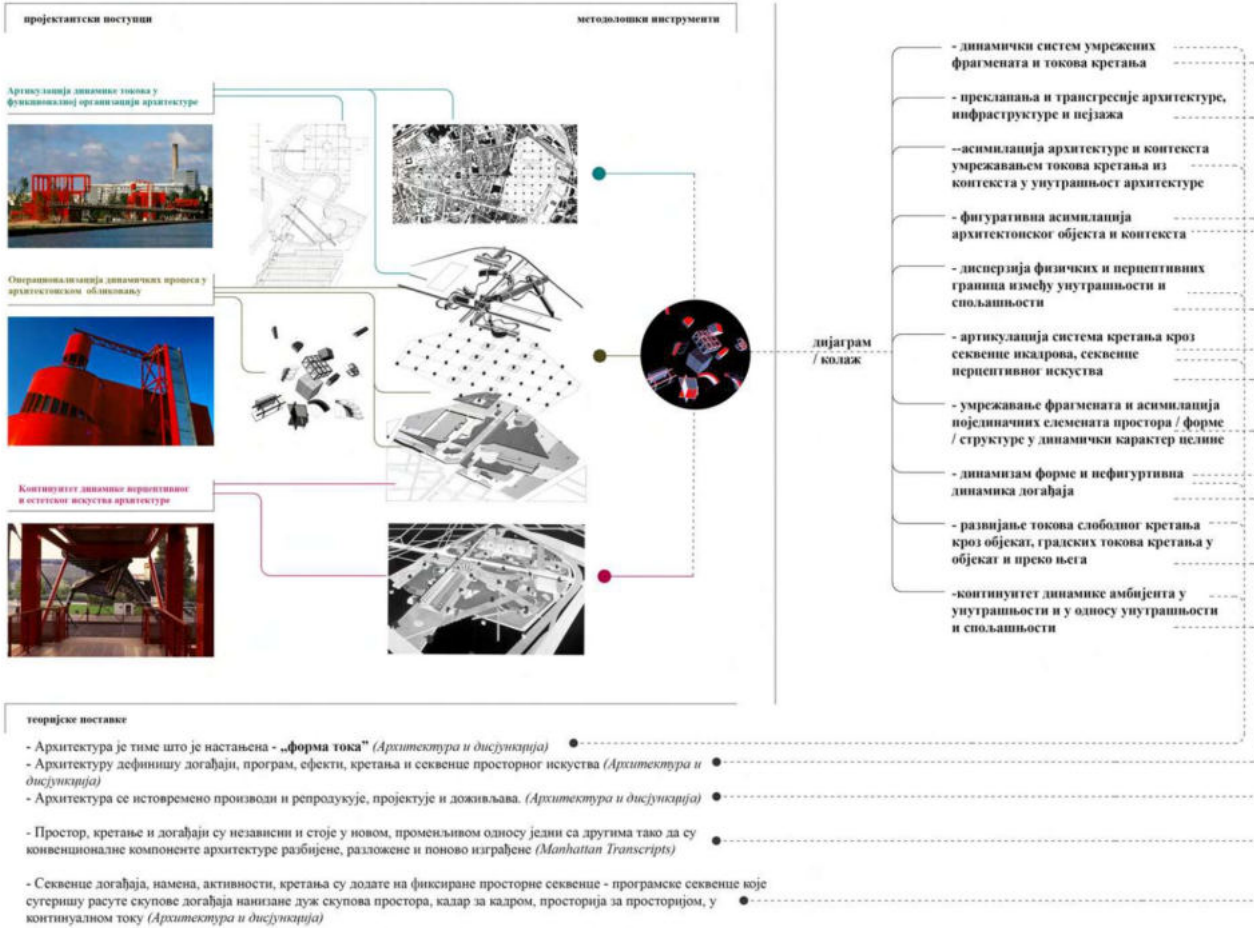 пројектантски поступци
методолошки инструменти
Артикулација динамике токова у
функционалној организацији архитектуре
Операционализација динамичких процеса у
архитектонском обликовању
Континуитет динамике перцептивног
и естетског искуства архитектуре
дијаграм
/ колаж
- динамички систем умрежених
фрагмената и токова кретања
- преклапања и трансгресије архитектуре,
инфраструктуре и пејзажа
--асимилација архитектуре и контекста
умрежавањем токова кретања из
контекста у унутрашњост архитектуре
- фигуративна асимилација
архитектонског објекта и контекста
- дисперзија физичких и перцептивних
граница између унутрашњости и
спољашњости
- артикулација система кретања кроз
секвенце икадрова, секвенце
перцептивног искуства
- умрежавање фрагмената и асимилација
појединачних елемената простора / форме
/ структуре у динамички карактер целине
- динамизам форме и нефигуртивна
динамика догађаја
- развијање токова слободног кретања
кроз објекат, градских токова кретања у
објекат и преко њега
-континуитет динамике амбијента у
унутрашњости и у односу унутрашњости
и спољашњости
теоријске поставке
- Архитектура је тиме што је настањена - „форма тока” (Архитектура и дисјункција)
- Архитектуру дефинишу догађаји, програм, ефекти, кретања и секвенце просторног искуства (Архитектура и
дисјункција)
- Архитектура се истовремено производи и репродукује, пројектује и доживљава. (Архитектура и дисјункција)
- Простор, кретање и догађаји су независни и стоје у новом, променљивом односу једни са другима тако да су
конвенционалне компоненте архитектуре разбијене, разложене и поново изграђене (Manhattan Transcripts)
- Секвенце догађаја, намена, активности, кретања су додате на фиксиране просторне секвенце - програмске секвенце које
сугеришу расуте скупове догађаја нанизане дуж скупова простора, кадар за кадром, просторија за просторијом, у
континуалном току (Архитектура и дисјункција)